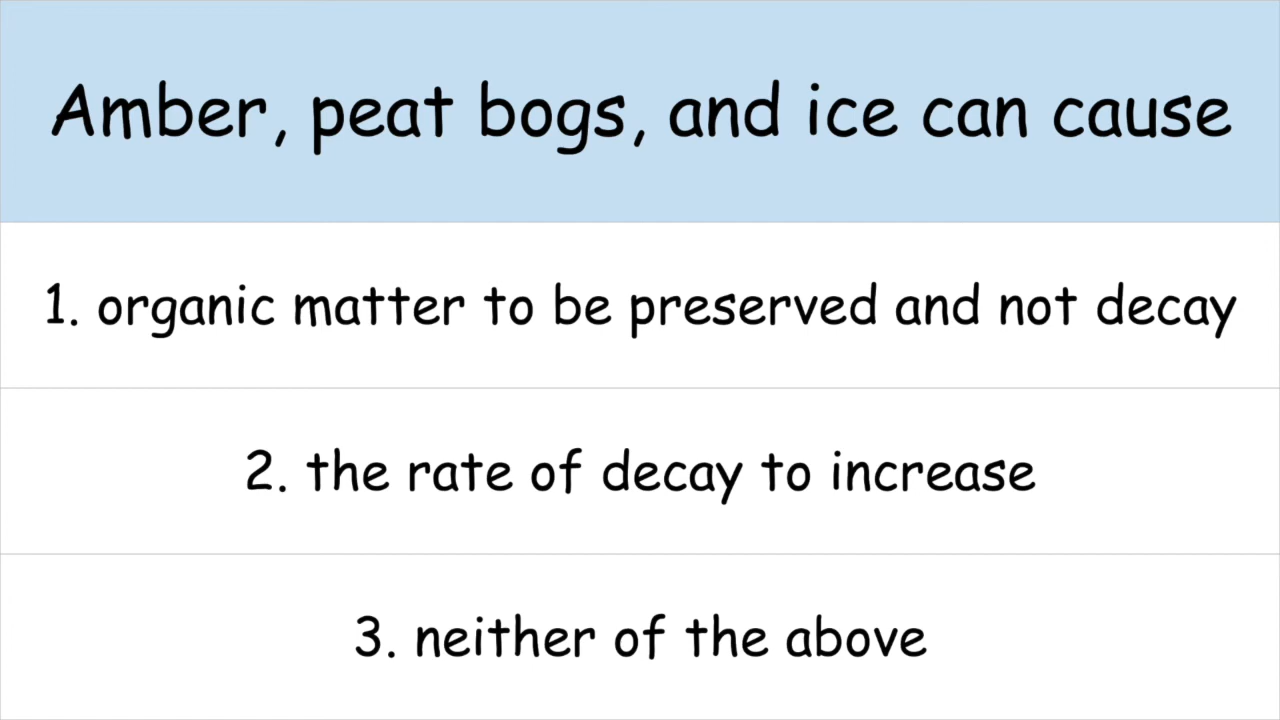 Amber, peat bogs, and ice can cause
1. organic matter to be preserved and not decay
2. the rate of decay to increase
3. neither of the above